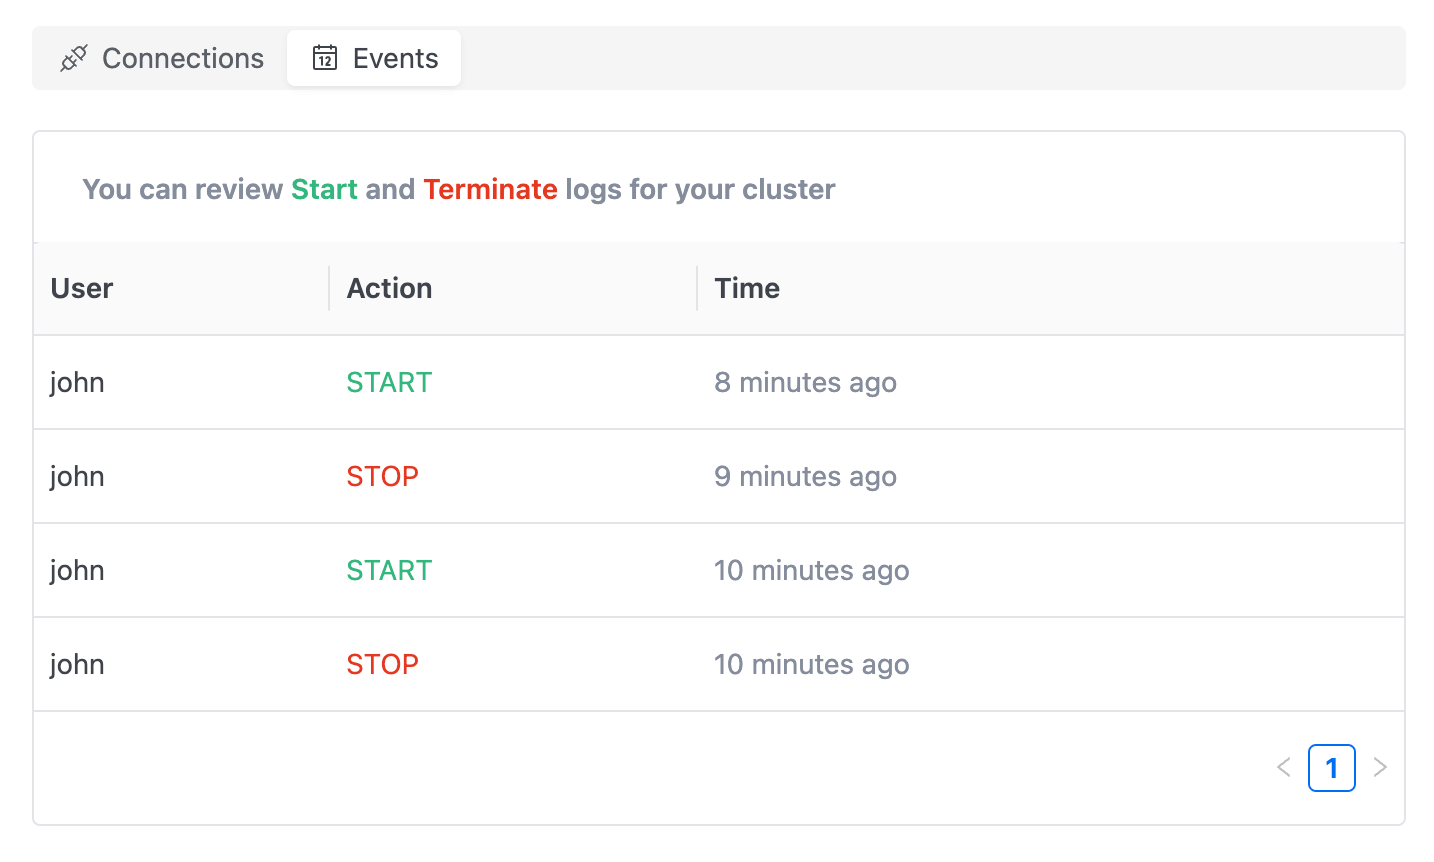 Connections 12 Events
You can review Start and Terminate logs for your cluster
User Action Time
john START 8 minutes ago
john STOP 9 minutes ago
john START 10 minutes ago
john STOP 10 minutes ago
< 1 >